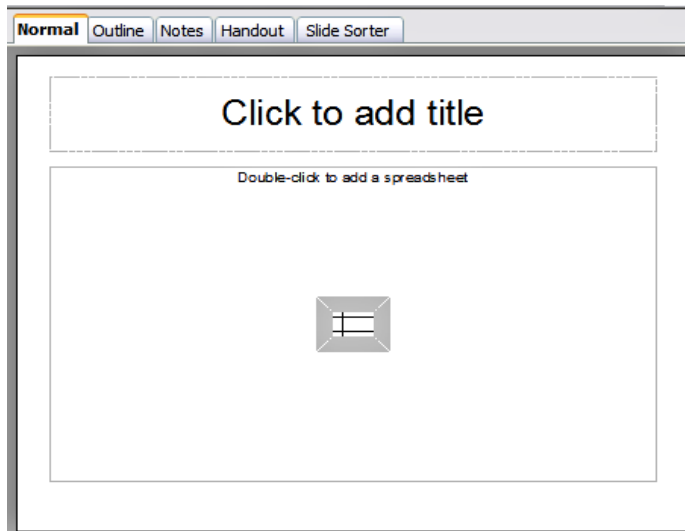 Normal Outline Notes Handout Slide Sorter
Click to add title
Double-click to add a spreadsheet